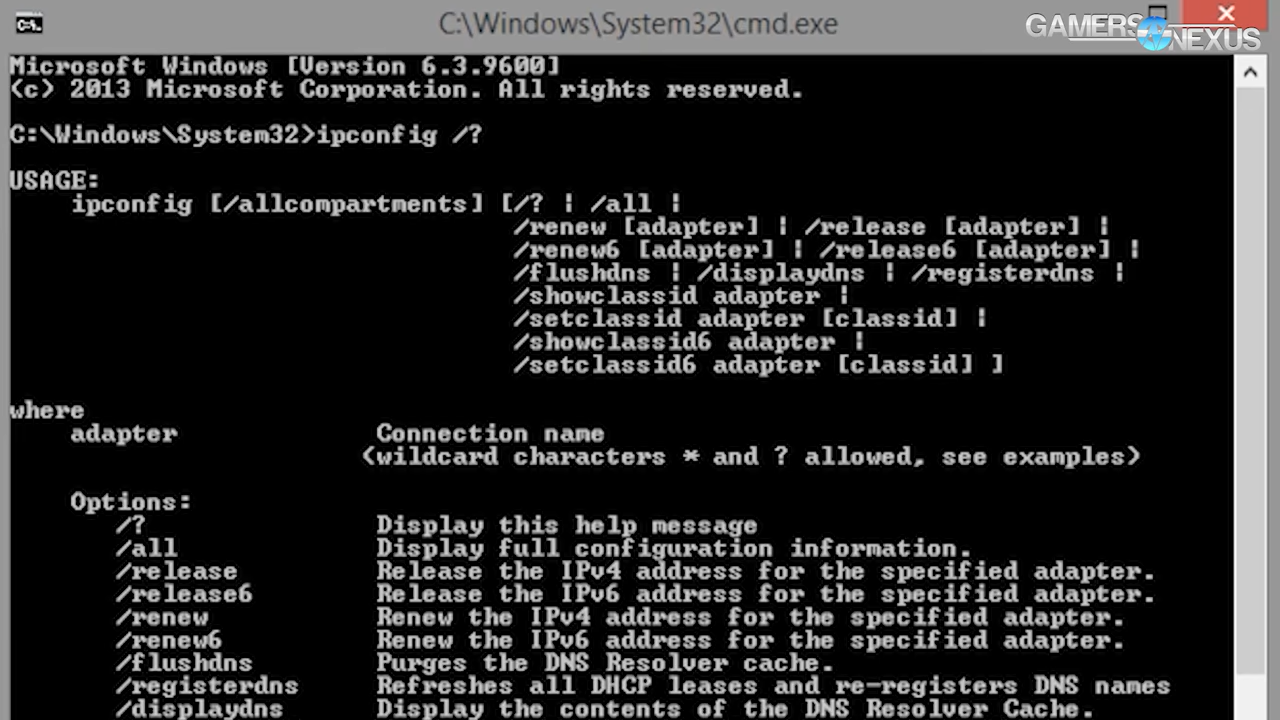 C:\Windows\System32\cmd.exe
GAMERS NEXUS
Microsoft Windows [Version 6.3.9600]
(c) 2013 Microsoft Corporation. All rights reserved.
C:\Windows\System32>ipconfig /?
USAGE:
ipconfig [/allcompartments] [/? | /all |
/renew [adapter] | /release [adapter] |
/renew6 [adapter] | /release6 [adapter] |
/flushdns | /displaydns | /registerdns |
/showclassid adapter |
/setclassid adapter [classid] |
/showclassid6 adapter |
/setclassid6 adapter [classid] ]
where
adapter Connection name
(wildcard characters * and ? allowed, see examples)
Options:
/? Display this help message
/all Display full configuration information.
/release Release the IPv4 address for the specified adapter.
/release6 Release the IPv6 address for the specified adapter.
/renew Renew the IPv4 address for the specified adapter.
/renew6 Renew the IPv6 address for the specified adapter.
/flushdns Purges the DNS Resolver cache.
/registerdns Refreshes all DHCP leases and re-registers DNS names
/displaydns Display the contents of the DNS Resolver Cache.